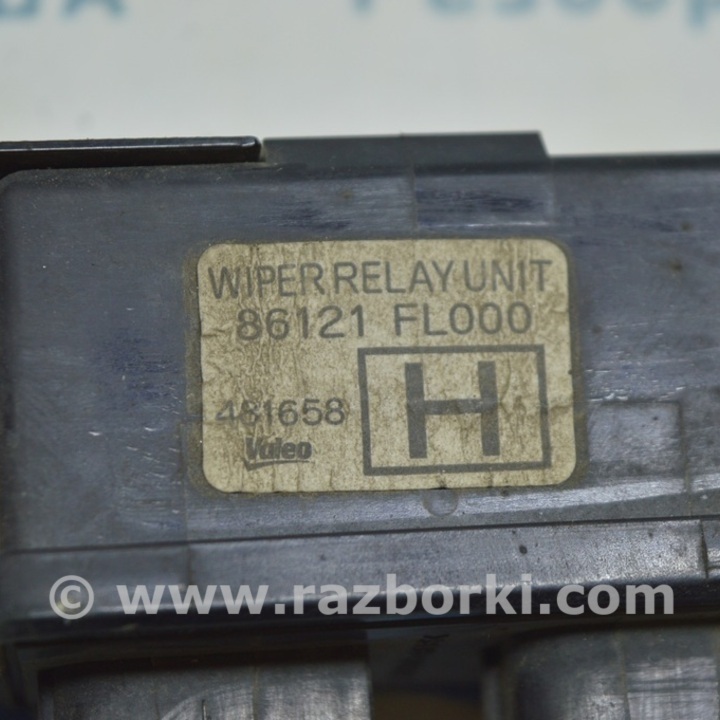 WIPER RELAY UNIT
86121 FL000
481658
H
Valeo
© www.razborki.com